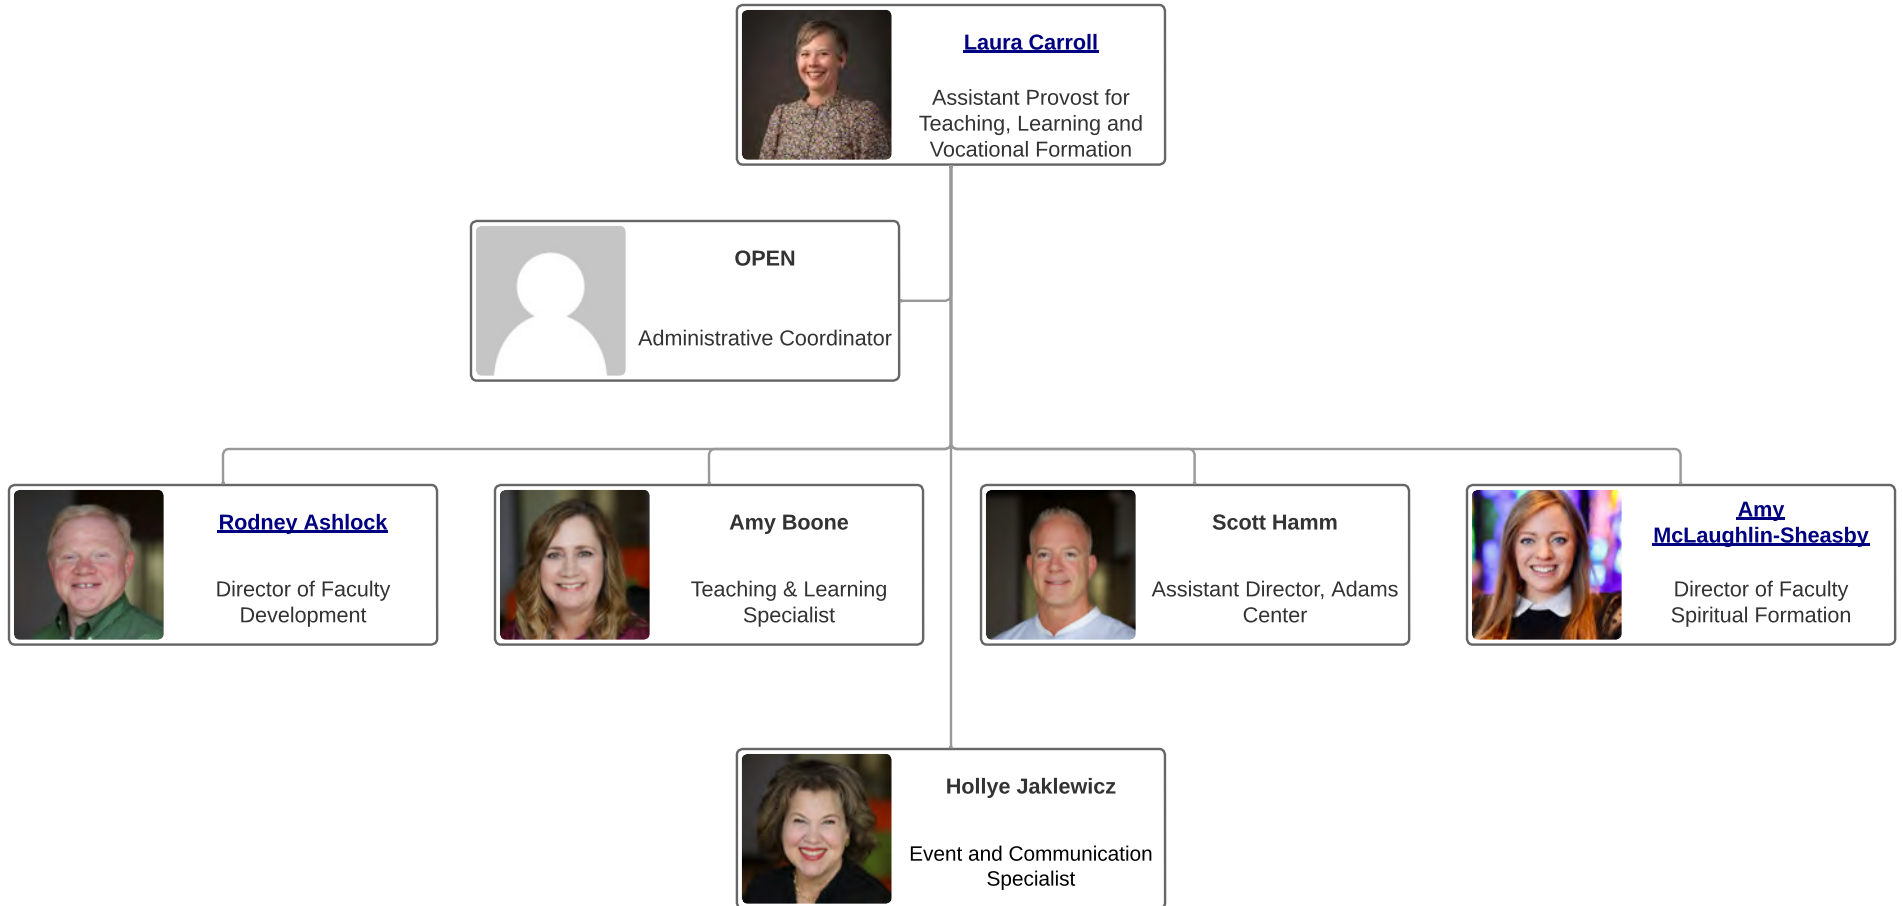 Laura Carroll
Assistant Provost for
Teaching, Learning and
Vocational Formation
OPEN
Administrative Coordinator
Rodney Ashlock
Director of Faculty
Development
Amy Boone
Teaching & Learning
Specialist
Scott Hamm
Assistant Director, Adams
Center
Amy
McLaughlin-Sheasby
Director of Faculty
Spiritual Formation
Hollye Jaklewicz
Event and Communication
Specialist